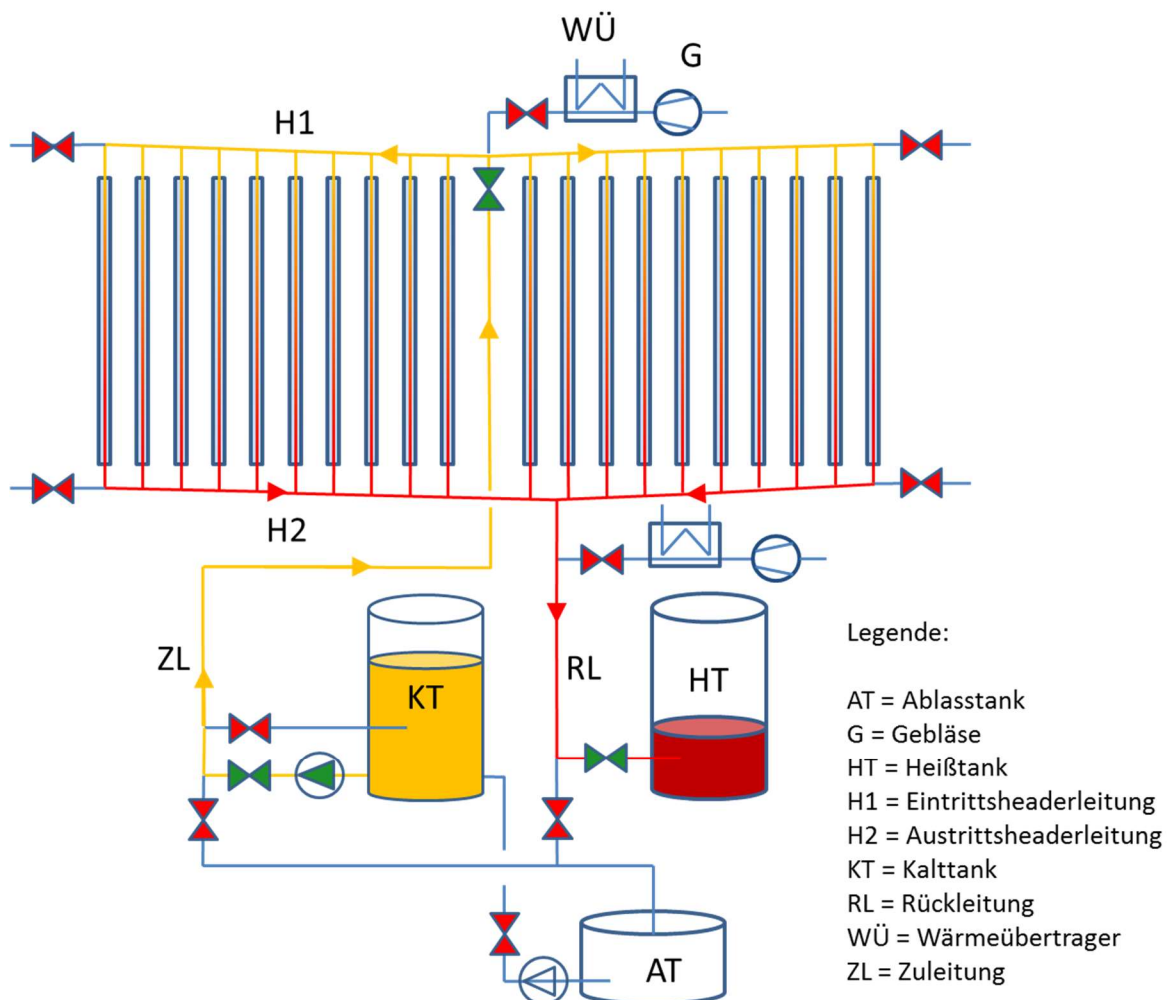 WÜ
G
H1
H2
ZL
KT
RL
HT
AT
Legende:
AT = Ablasstank
G = Gebläse
HT = Heißtank
H1 = Eintrittsheaderleitung
H2 = Austrittsheaderleitung
KT = Kalttank
RL = Rückleitung
WÜ = Wärmeübertrager
ZL = Zuleitung